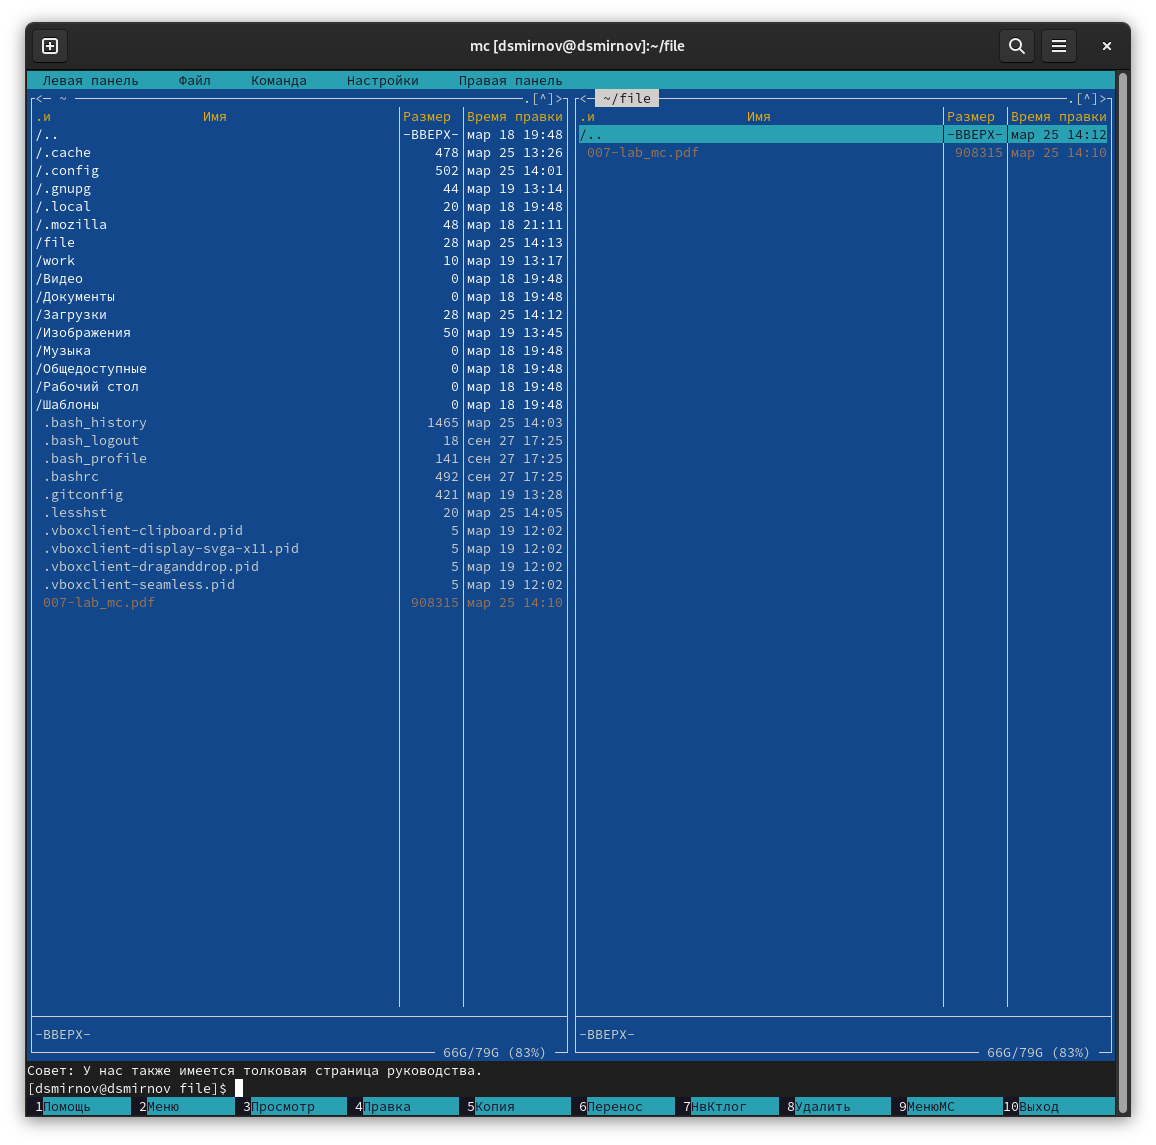 mc [dsmirnov@dsmirnov]:~/file
Левая панель Файл Команда Настройки Правая панель
<─ ~ .[^]> <─ ~/file .[^]>
.и Имя Размер Время правки .и Имя Размер Время правки
/.. -ВВЕРХ- мар 18 19:48 /.. -ВВЕРХ- мар 25 14:12
/.cache 478 мар 25 13:26 007-lab_mc.pdf 908315 мар 25 14:10
/.config 502 мар 25 14:01
/.gnupg 44 мар 19 13:14
/.local 20 мар 18 19:48
/.mozilla 48 мар 18 21:11
/file 28 мар 25 14:13
/work 10 мар 19 13:17
/Видео 0 мар 18 19:48
/Документы 0 мар 18 19:48
/Загрузки 28 мар 25 14:12
/Изображения 50 мар 19 13:45
/Музыка 0 мар 18 19:48
/Общедоступные 0 мар 18 19:48
/Рабочий стол 0 мар 18 19:48
/Шаблоны 0 мар 18 19:48
.bash_history 1465 мар 25 14:03
.bash_logout 18 сен 27 17:25
.bash_profile 141 сен 27 17:25
.bashrc 492 сен 27 17:25
.gitconfig 421 мар 19 13:28
.lesshst 20 мар 25 14:05
.vboxclient-clipboard.pid 5 мар 19 12:02
.vboxclient-display-svga-x11.pid 5 мар 19 12:02
.vboxclient-draganddrop.pid 5 мар 19 12:02
.vboxclient-seamless.pid 5 мар 19 12:02
007-lab_mc.pdf 908315 мар 25 14:10
-ВВЕРХ- -ВВЕРХ-
66G/79G (83%) 66G/79G (83%)
Совет: У нас также имеется толковая страница руководства.
[dsmirnov@dsmirnov file]$
1Помощь 2Меню 3Просмотр 4Правка 5Копия 6Перенос 7НвКтлог 8Удалить 9МенюМС 10Выход